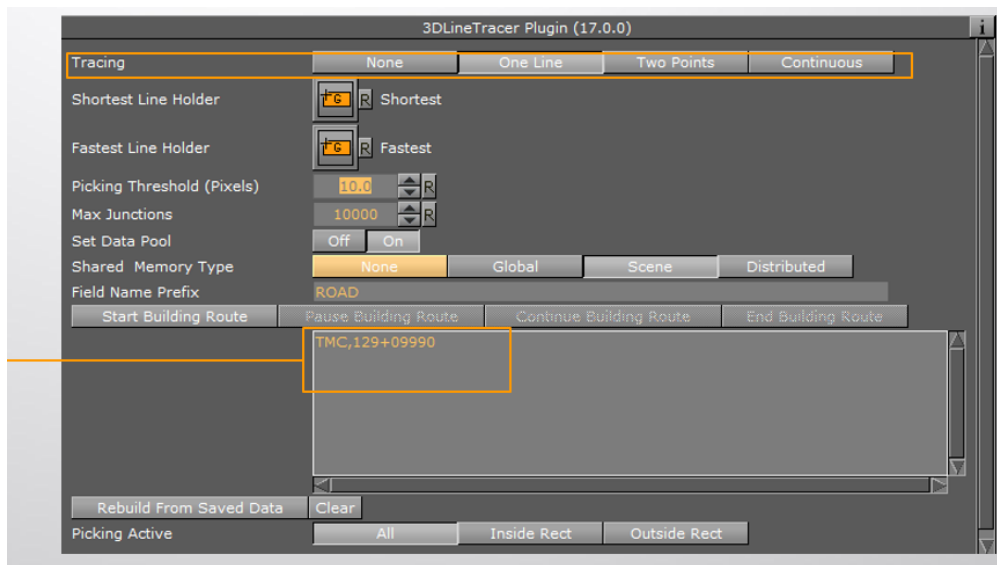 3DLineTracer Plugin (17.0.0) i
Tracing None One Line Two Points Continuous
Shortest Line Holder G R Shortest
Fastest Line Holder G R Fastest
Picking Threshold (Pixels) 10.0 R
Max Junctions 10000 R
Set Data Pool Off On
Shared Memory Type None Global Scene Distributed
Field Name Prefix ROAD
Start Building Route Pause Building Route Continue Building Route End Building Route
TMC,129+09990
Rebuild From Saved Data Clear
Picking Active All Inside Rect Outside Rect